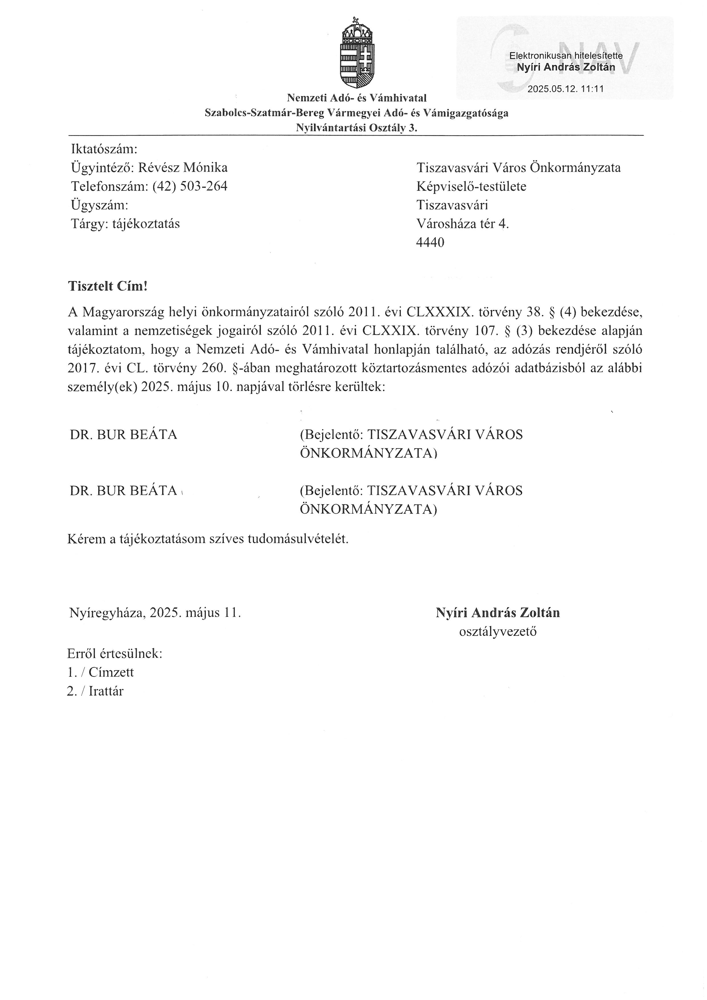 NAV
Elektronikusan hitelesítette
Nyíri András Zoltán
2025.05.12. 11:11
Nemzeti Adó- és Vámhivatal
Szabolcs-Szatmár-Bereg Vármegyei Adó- és Vámigazgatósága
Nyilvántartási Osztály 3.
Iktatószám:
Ügyintéző: Révész Mónika
Telefonszám: (42) 503-264
Ügyszám:
Tárgy: tájékoztatás
Tiszavasvári Város Önkormányzata
Képviselő-testülete
Tiszavasvári
Városháza tér 4.
4440
Tisztelt Cím!
A Magyarország helyi önkormányzatairól szóló 2011. évi CLXXXIX. törvény 38. § (4) bekezdése,
valamint a nemzetiségek jogairól szóló 2011. évi CLXXIX. törvény 107. § (3) bekezdése alapján
tájékoztatom, hogy a Nemzeti Adó- és Vámhivatal honlapján található, az adózás rendjéről szóló
2017. évi CL. törvény 260. §-ában meghatározott köztartozásmentes adózói adatbázisból az alábbi
személy(ek) 2025. május 10. napjával törlésre kerültek:
DR. BUR BEÁTA (Bejelentő: TISZAVASVÁRI VÁROS
ÖNKORMÁNYZATA)
DR. BUR BEÁTA (Bejelentő: TISZAVASVÁRI VÁROS
ÖNKORMÁNYZATA)
Kérem a tájékoztatásom szíves tudomásulvételét.
Nyíregyháza, 2025. május 11.
Nyíri András Zoltán
osztályvezető
Erről értesülnek:
1. / Címzett
2. / Irattár